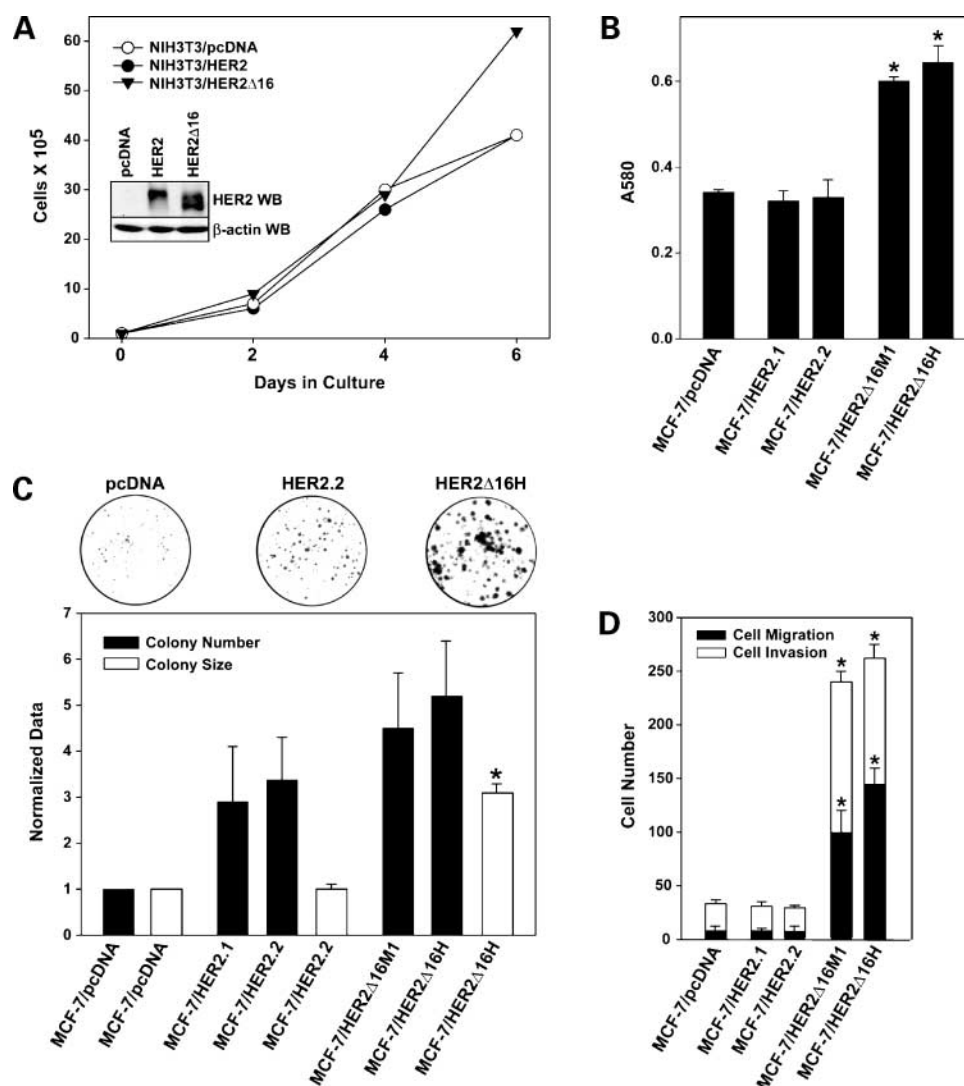 A
NIH3T3/pcDNA
NIH3T3/HER2
NIH3T3/HER2Δ16
pcDNA
HER2
HER2Δ16
HER2 WB
β-actin WB
Cells X 10⁵
60
50
40
30
20
10
0
0 2 4 6
Days in Culture
B
A580
0.6
0.4
0.2
0.0
* *
MCF-7/pcDNA
MCF-7/HER2.1
MCF-7/HER2.2
MCF-7/HER2Δ16M1
MCF-7/HER2Δ16H
C
pcDNA HER2.2 HER2Δ16H
Colony Number
Colony Size
Normalized Data
7
6
5
4
3
2
1
0
*
MCF-7/pcDNA
MCF-7/pcDNA
MCF-7/HER2.1
MCF-7/HER2.2
MCF-7/HER2.2
MCF-7/HER2Δ16M1
MCF-7/HER2Δ16H
MCF-7/HER2Δ16H
D
Cell Migration
Cell Invasion
Cell Number
300
250
200
150
100
50
0
* *
* *
MCF-7/pcDNA
MCF-7/HER2.1
MCF-7/HER2.2
MCF-7/HER2Δ16M1
MCF-7/HER2Δ16H